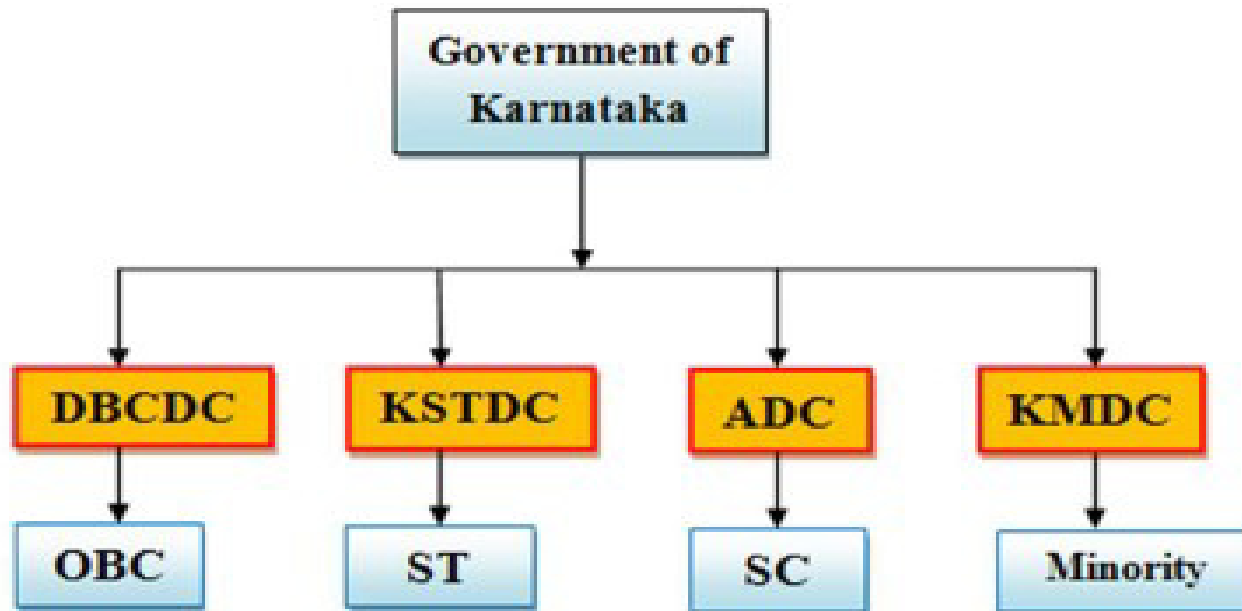 Government of
Karnataka
DBCDC KSTDC ADC KMDC
OBC ST SC Minority